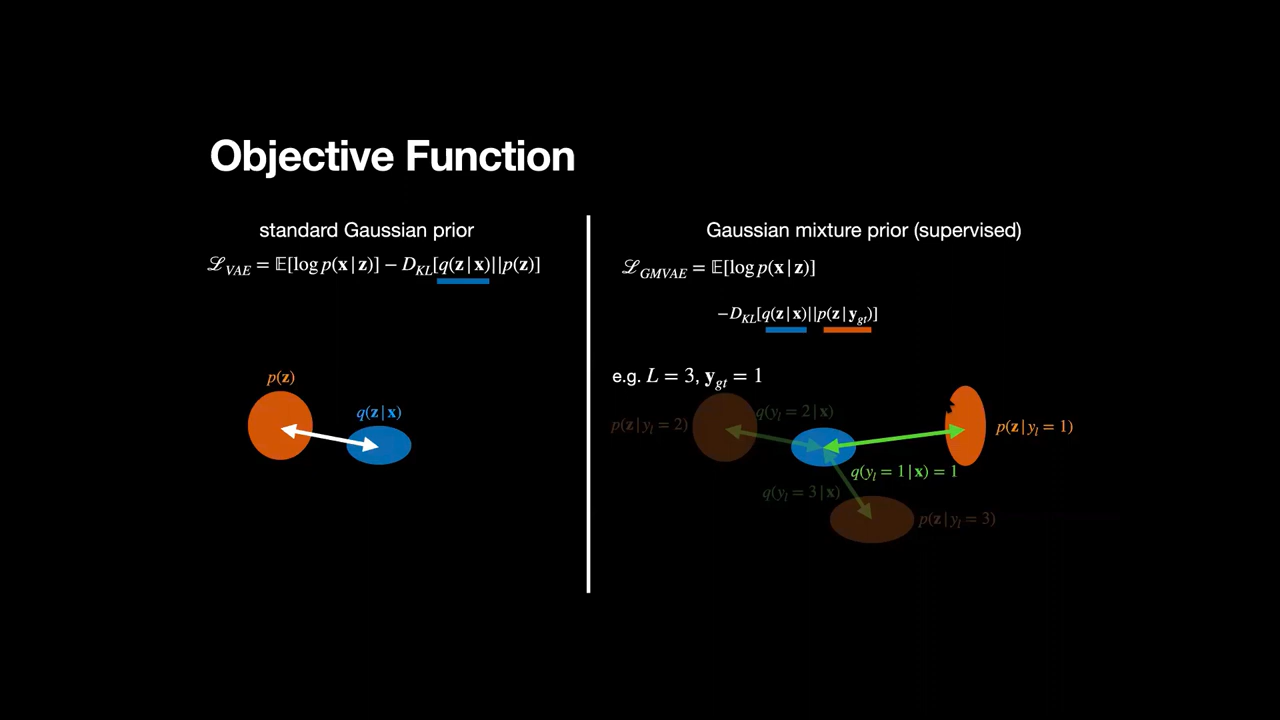 Objective Function
standard Gaussian prior
ℒ_VAE = 𝔼[log p(𝐱|𝐳)] − D_KL[q(𝐳|𝐱)||p(𝐳)]
p(𝐳)
q(𝐳|𝐱)
Gaussian mixture prior (supervised)
ℒ_GMVAE = 𝔼[log p(𝐱|𝐳)]
−D_KL[q(𝐳|𝐱)||p(𝐳|𝐲_gt)]
e.g. L = 3, 𝐲_gt = 1
q(y_l = 2|𝐱)
p(𝐳|y_l = 2)
p(𝐳|y_l = 1)
q(y_l = 1|𝐱) = 1
q(y_l = 3|𝐱)
p(𝐳|y_l = 3)